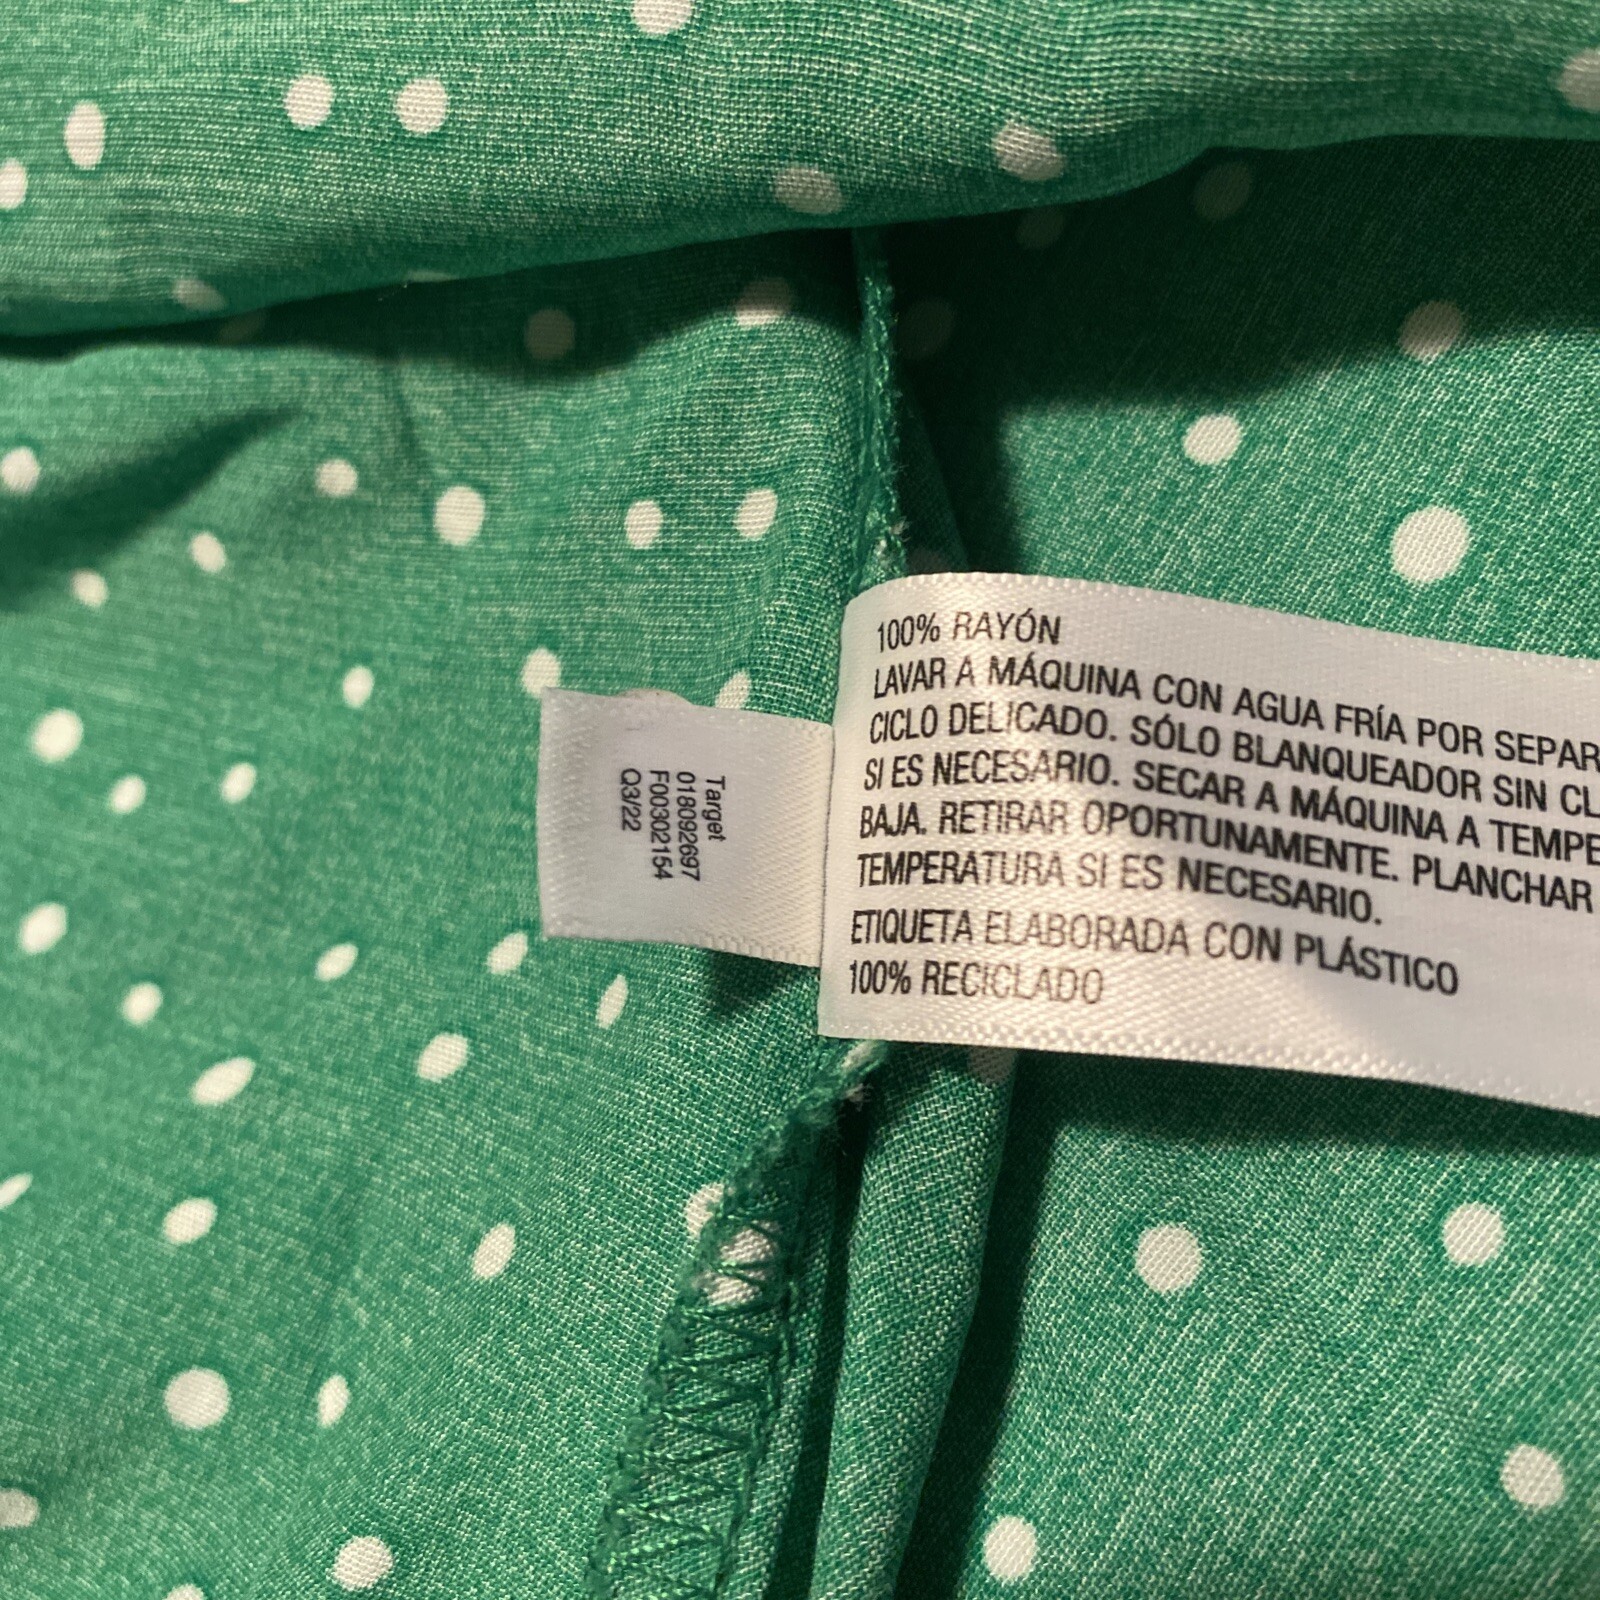 100% RAYÓN
LAVAR A MÁQUINA CON AGUA FRÍA POR SEPAR
CICLO DELICADO. SÓLO BLANQUEADOR SIN CL
SI ES NECESARIO. SECAR A MÁQUINA A TEMPE
BAJA. RETIRAR OPORTUNAMENTE. PLANCHAR
TEMPERATURA SI ES NECESARIO.
ETIQUETA ELABORADA CON PLÁSTICO
100% RECICLADO
Target
018092697
F00302154
Q3/22